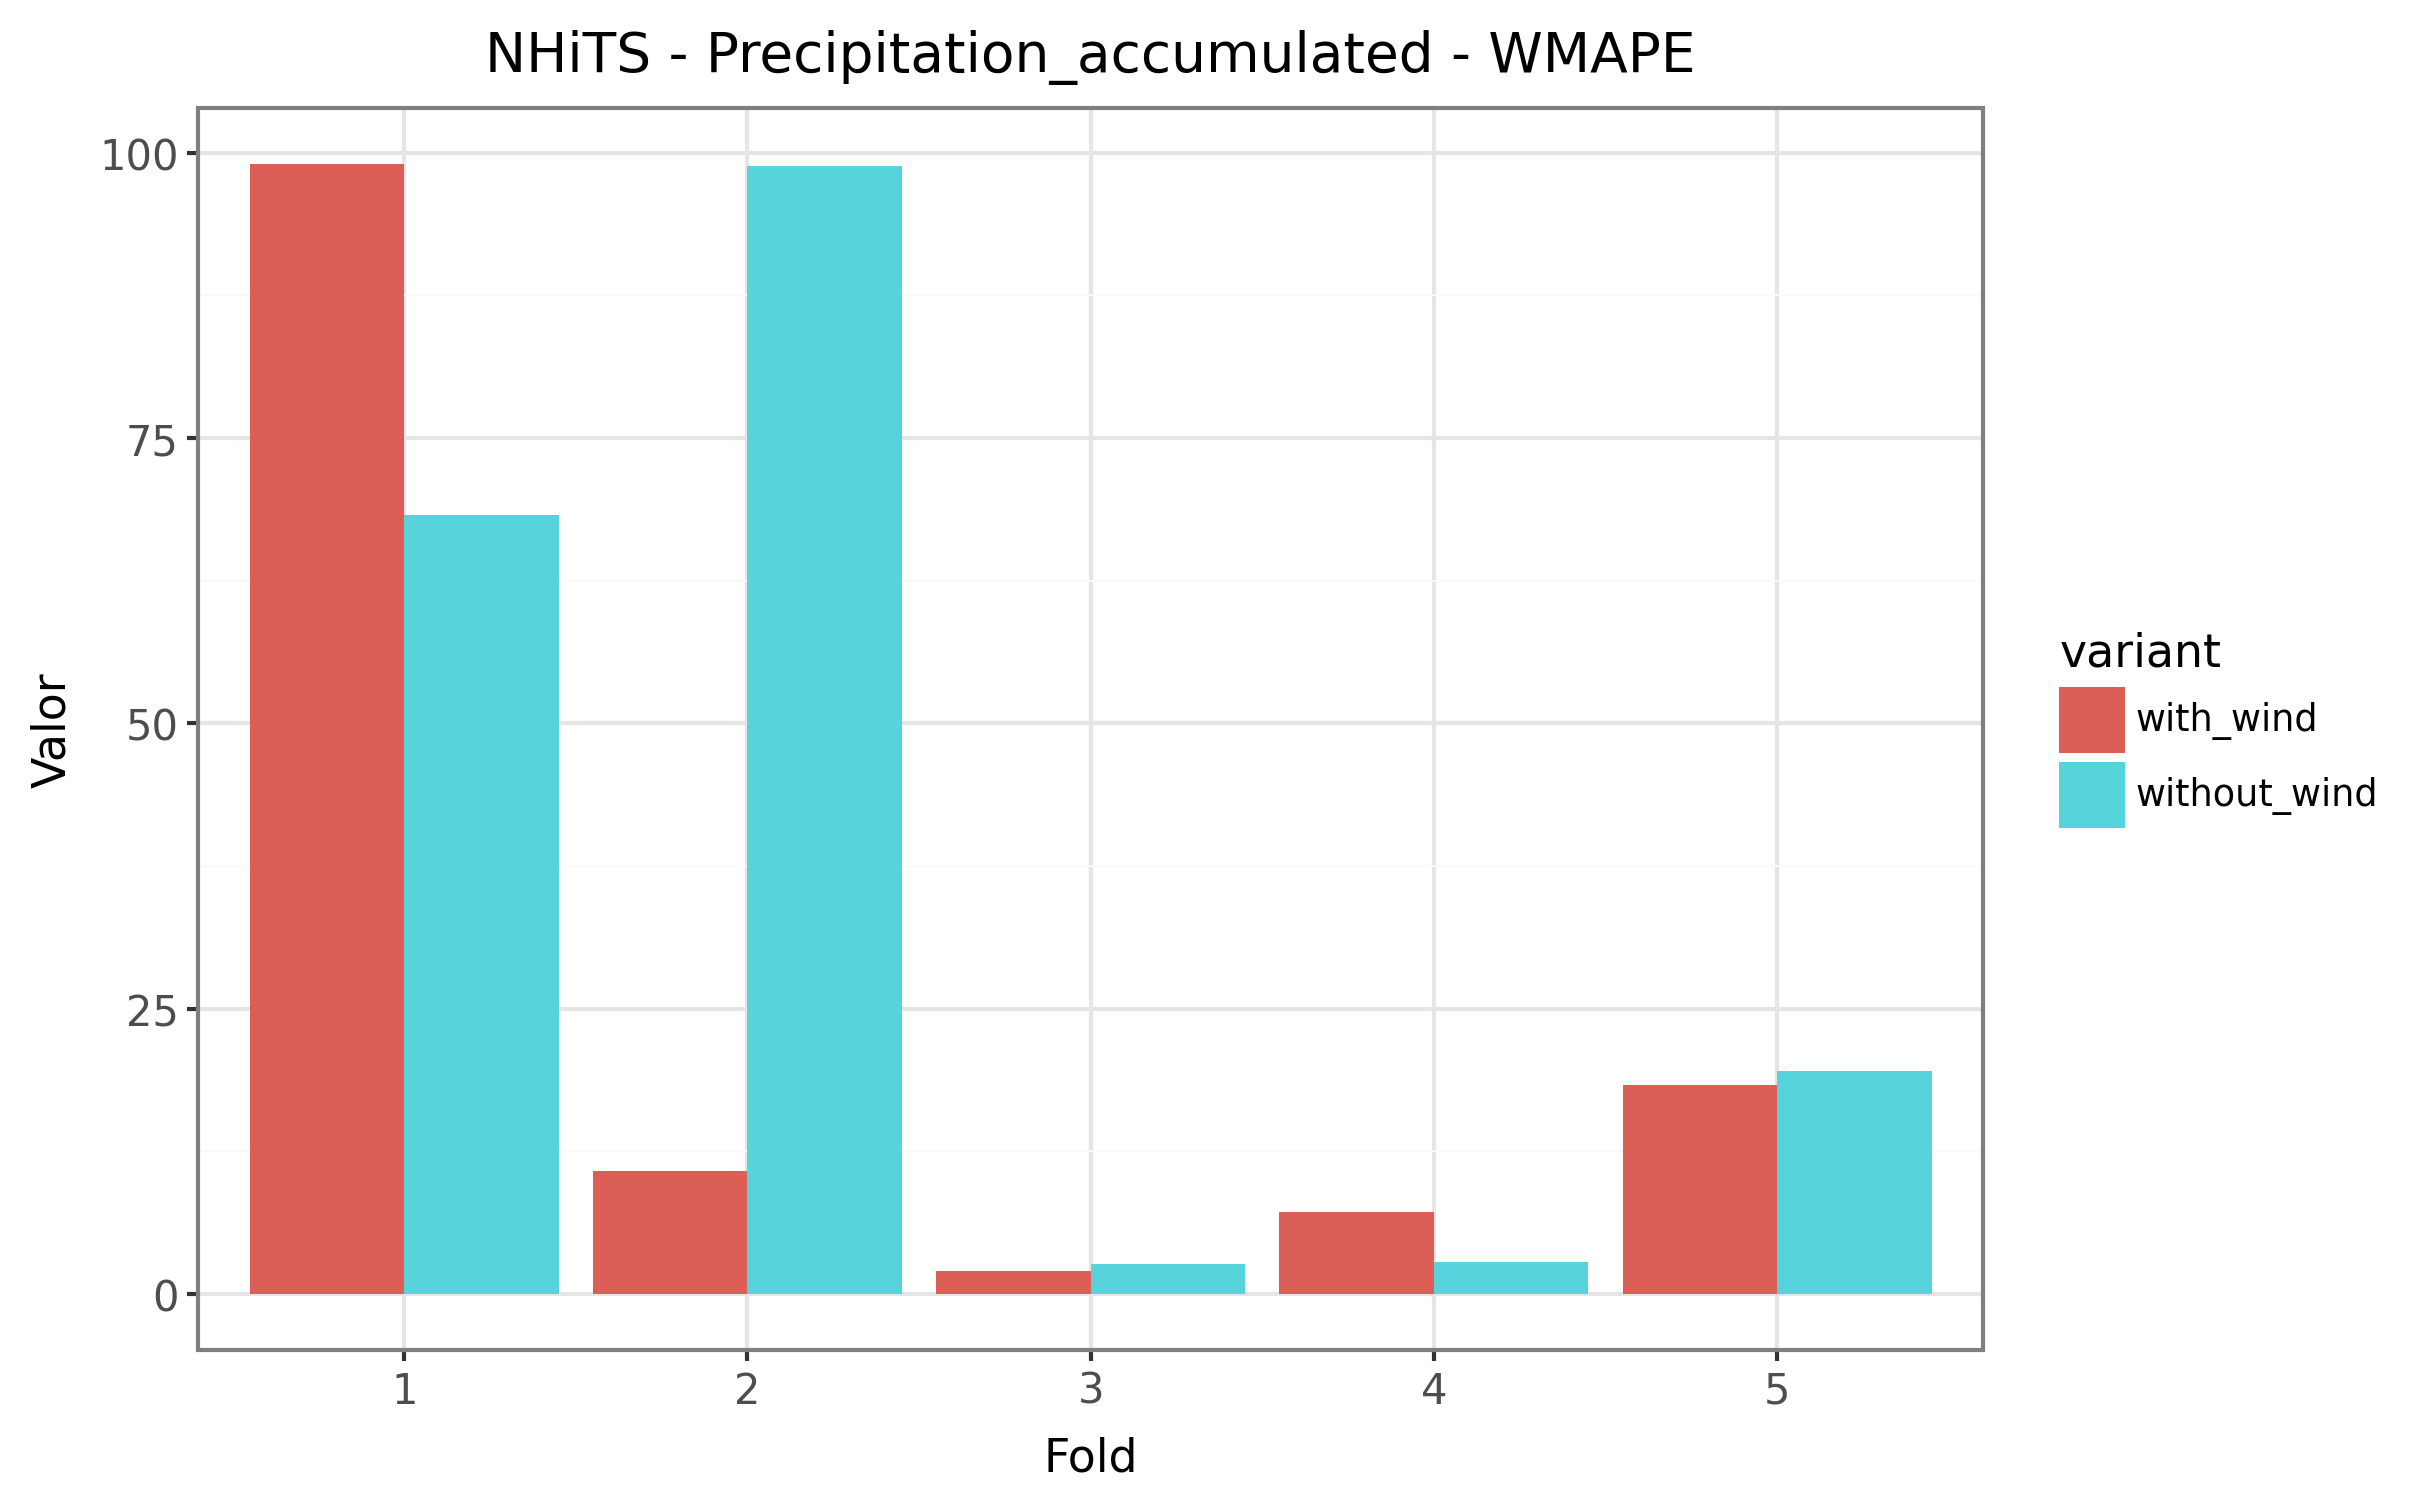 NHiTS - Precipitation_accumulated - WMAPE
100
75
50
25
0
Valor
1 2 3 4 5
Fold
variant
with_wind
without_wind